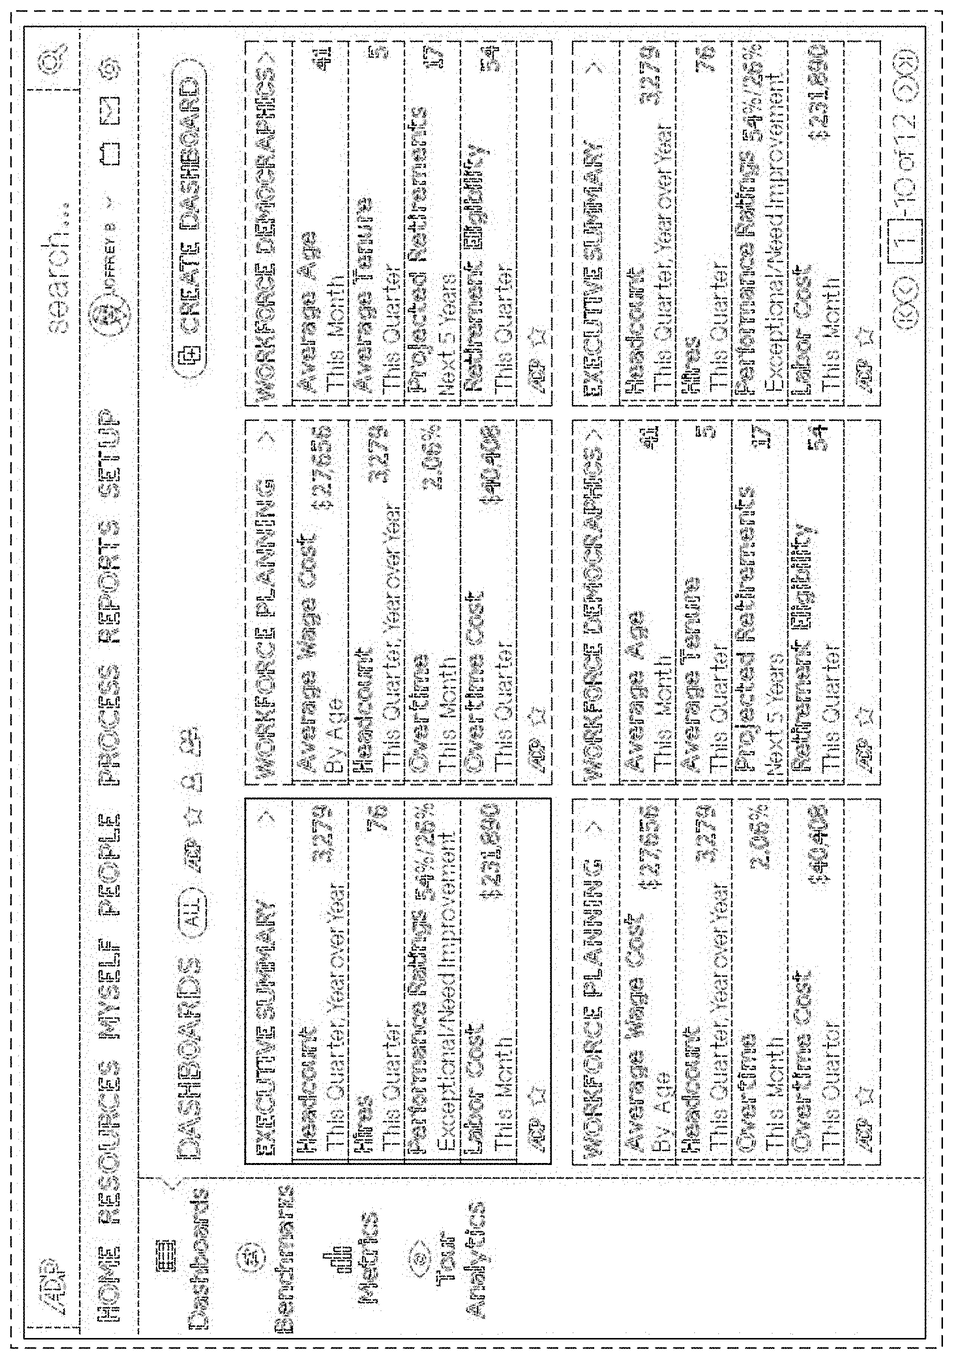 ADP search...
HOME RESOURCES MYSELF PEOPLE PROCESS REPORTS SETUP JOFFREY B
Dashboards
Benchmarks
Metrics
Tour
Analytics
DASHBOARDS ALL ADP
CREATE DASHBOARD
EXECUTIVE SUMMARY >
Headcount 3,279
This Quarter, Year over Year
Hires 76
This Quarter
Performance Ratings 54%/26%
Exceptional/Need Improvement
Labor Cost $231,890
This Month
ADP
WORKFORCE PLANNING >
Average Wage Cost $27,656
By Age
Headcount 3,279
This Quarter, Year over Year
Overtime 2.06%
This Month
Overtime Cost $40,408
This Quarter
ADP
WORKFORCE DEMOGRAPHICS >
Average Age 41
This Month
Average Tenure 5
This Quarter
Projected Retirements 17
Next 5 Years
Retirement Eligibility 54
This Quarter
ADP
WORKFORCE PLANNING >
Average Wage Cost $27,656
By Age
Headcount 3,279
This Quarter, Year over Year
Overtime 2.06%
This Month
Overtime Cost $40,408
This Quarter
ADP
WORKFORCE DEMOGRAPHICS >
Average Age 41
This Month
Average Tenure 5
This Quarter
Projected Retirements 17
Next 5 Years
Retirement Eligibility 54
This Quarter
ADP
EXECUTIVE SUMMARY >
Headcount 3,279
This Quarter, Year over Year
Hires 76
This Quarter
Performance Ratings 54%/26%
Exceptional/Need Improvement
Labor Cost $231,890
This Month
ADP
1 -10 of 12